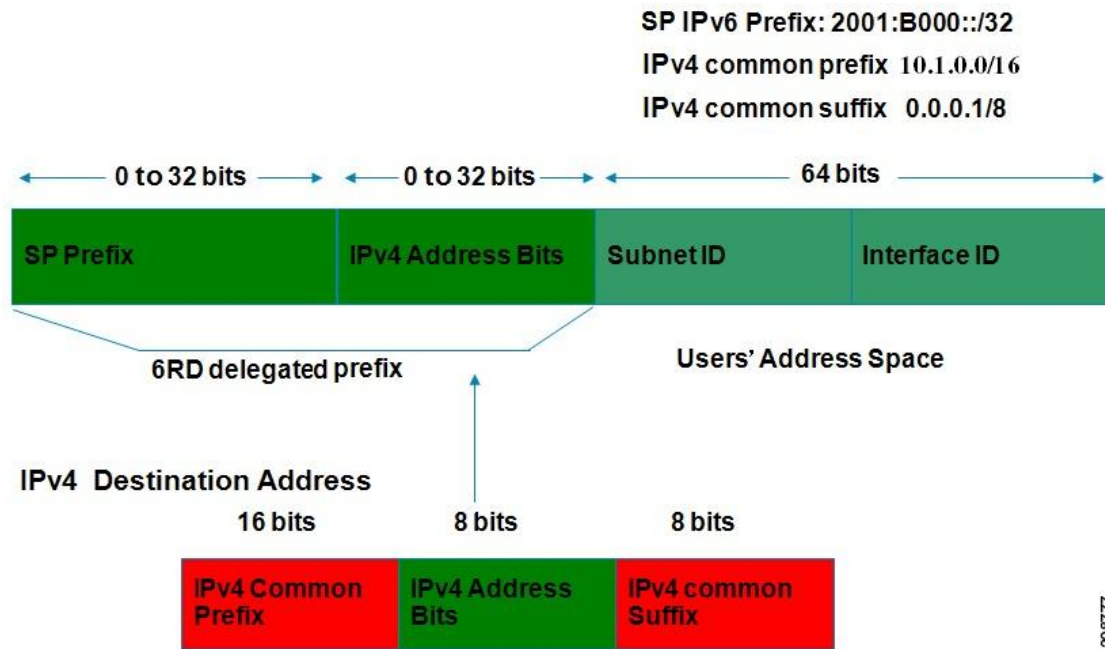 SP IPv6 Prefix: 2001:B000::/32
IPv4 common prefix 10.1.0.0/16
IPv4 common suffix 0.0.0.1/8
0 to 32 bits
0 to 32 bits
64 bits
SP Prefix
IPv4 Address Bits
Subnet ID
Interface ID
6RD delegated prefix
Users' Address Space
IPv4 Destination Address
16 bits
8 bits
8 bits
IPv4 Common
Prefix
IPv4 Address
Bits
IPv4 common
Suffix